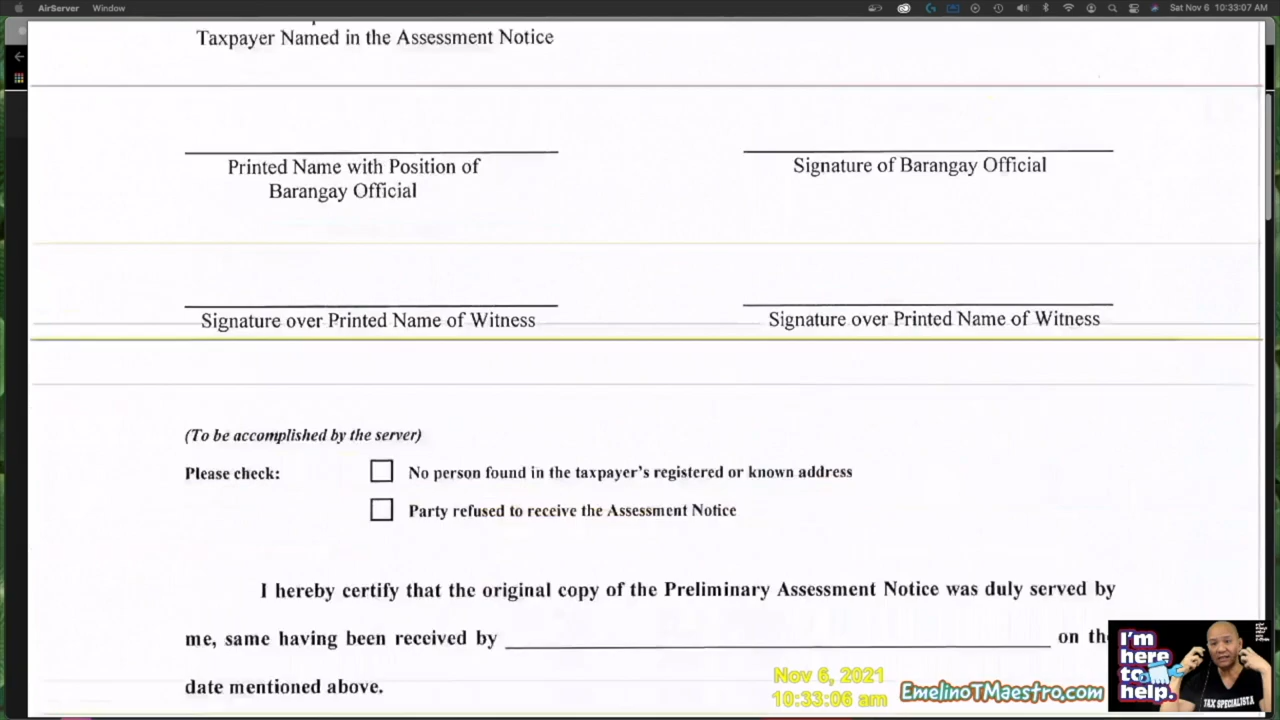 AirServer Window Sat Nov 6 10:33:07 AM
Taxpayer Named in the Assessment Notice
Printed Name with Position of
Barangay Official
Signature of Barangay Official
Signature over Printed Name of Witness
Signature over Printed Name of Witness
(To be accomplished by the server)
Please check:
No person found in the taxpayer's registered or known address
Party refused to receive the Assessment Notice
I hereby certify that the original copy of the Preliminary Assessment Notice was duly served by
me, same having been received by on the
date mentioned above.
Nov 6, 2021
10:33:06 am
EmelinoTMaestro.com
I'm
here
to
help.
TAX SPECIALISTA